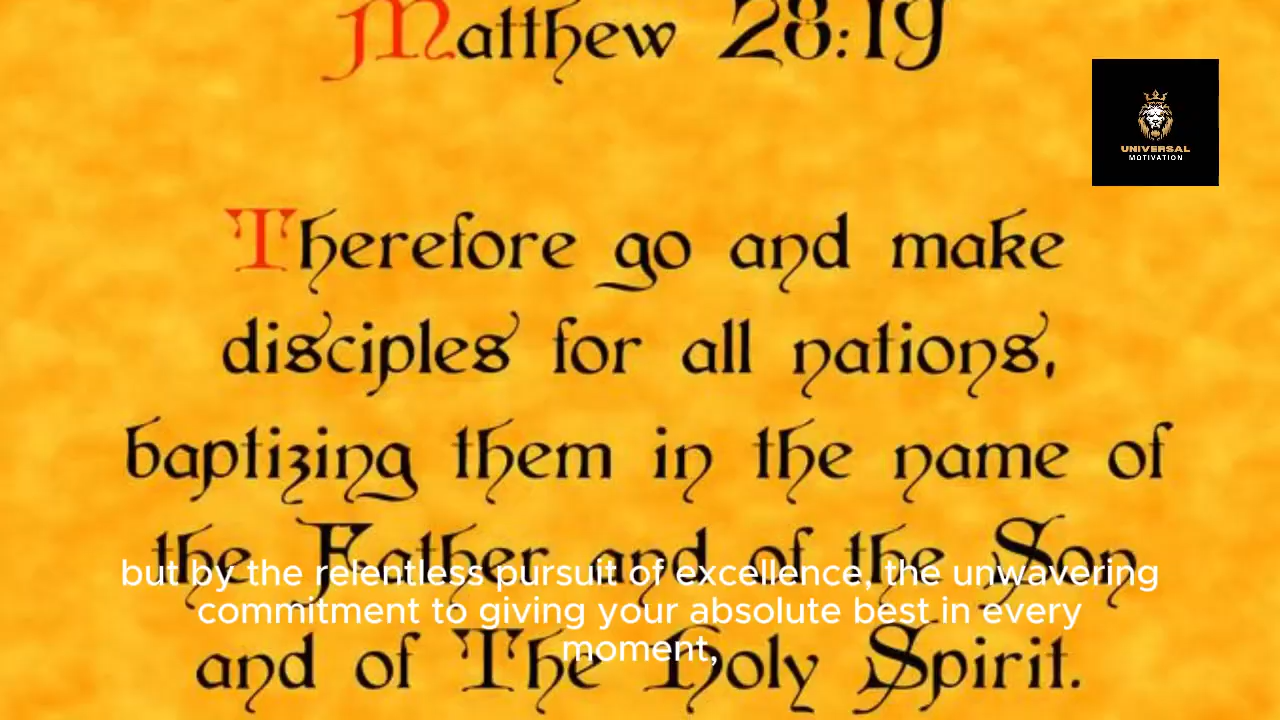 Matthew 28:19
UNIVERSAL
MOTIVATION
Therefore go and make
disciples for all nations,
baptizing them in the name of
the Father and of the Son
and of The Holy Spirit.
but by the relentless pursuit of excellence, the unwavering
commitment to giving your absolute best in every
moment,